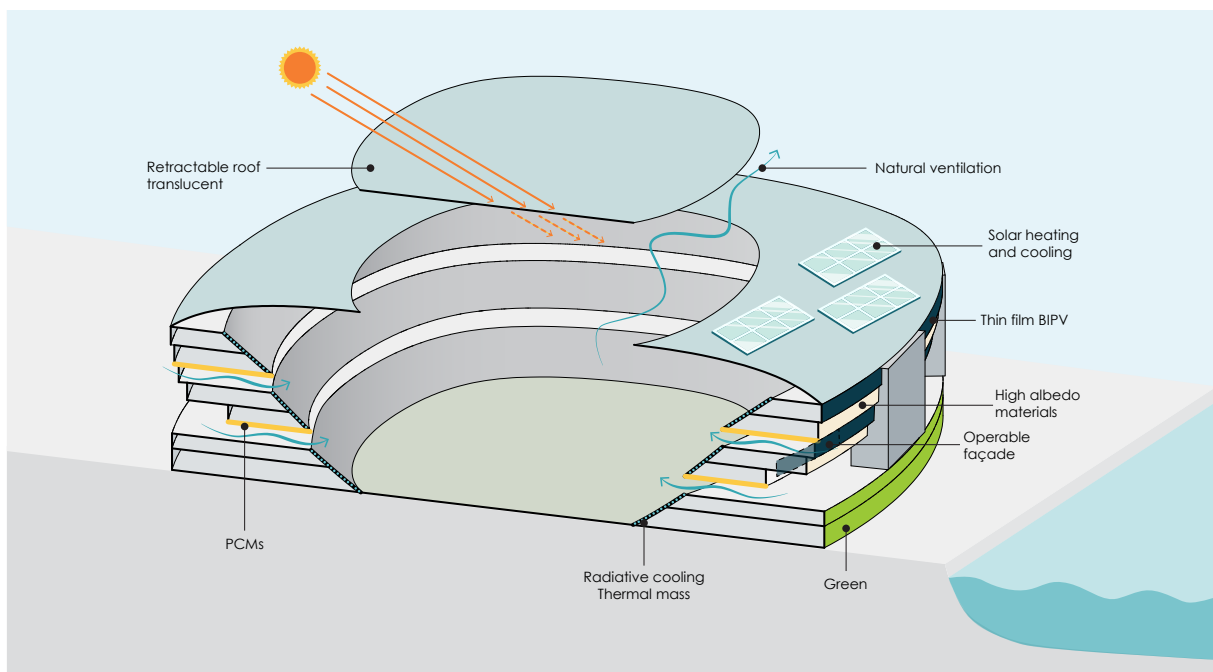 Retractable roof
translucent
Natural ventilation
Solar heating
and cooling
Thin film BIPV
High albedo
materials
Operable
façade
PCMs
Radiative cooling
Thermal mass
Green